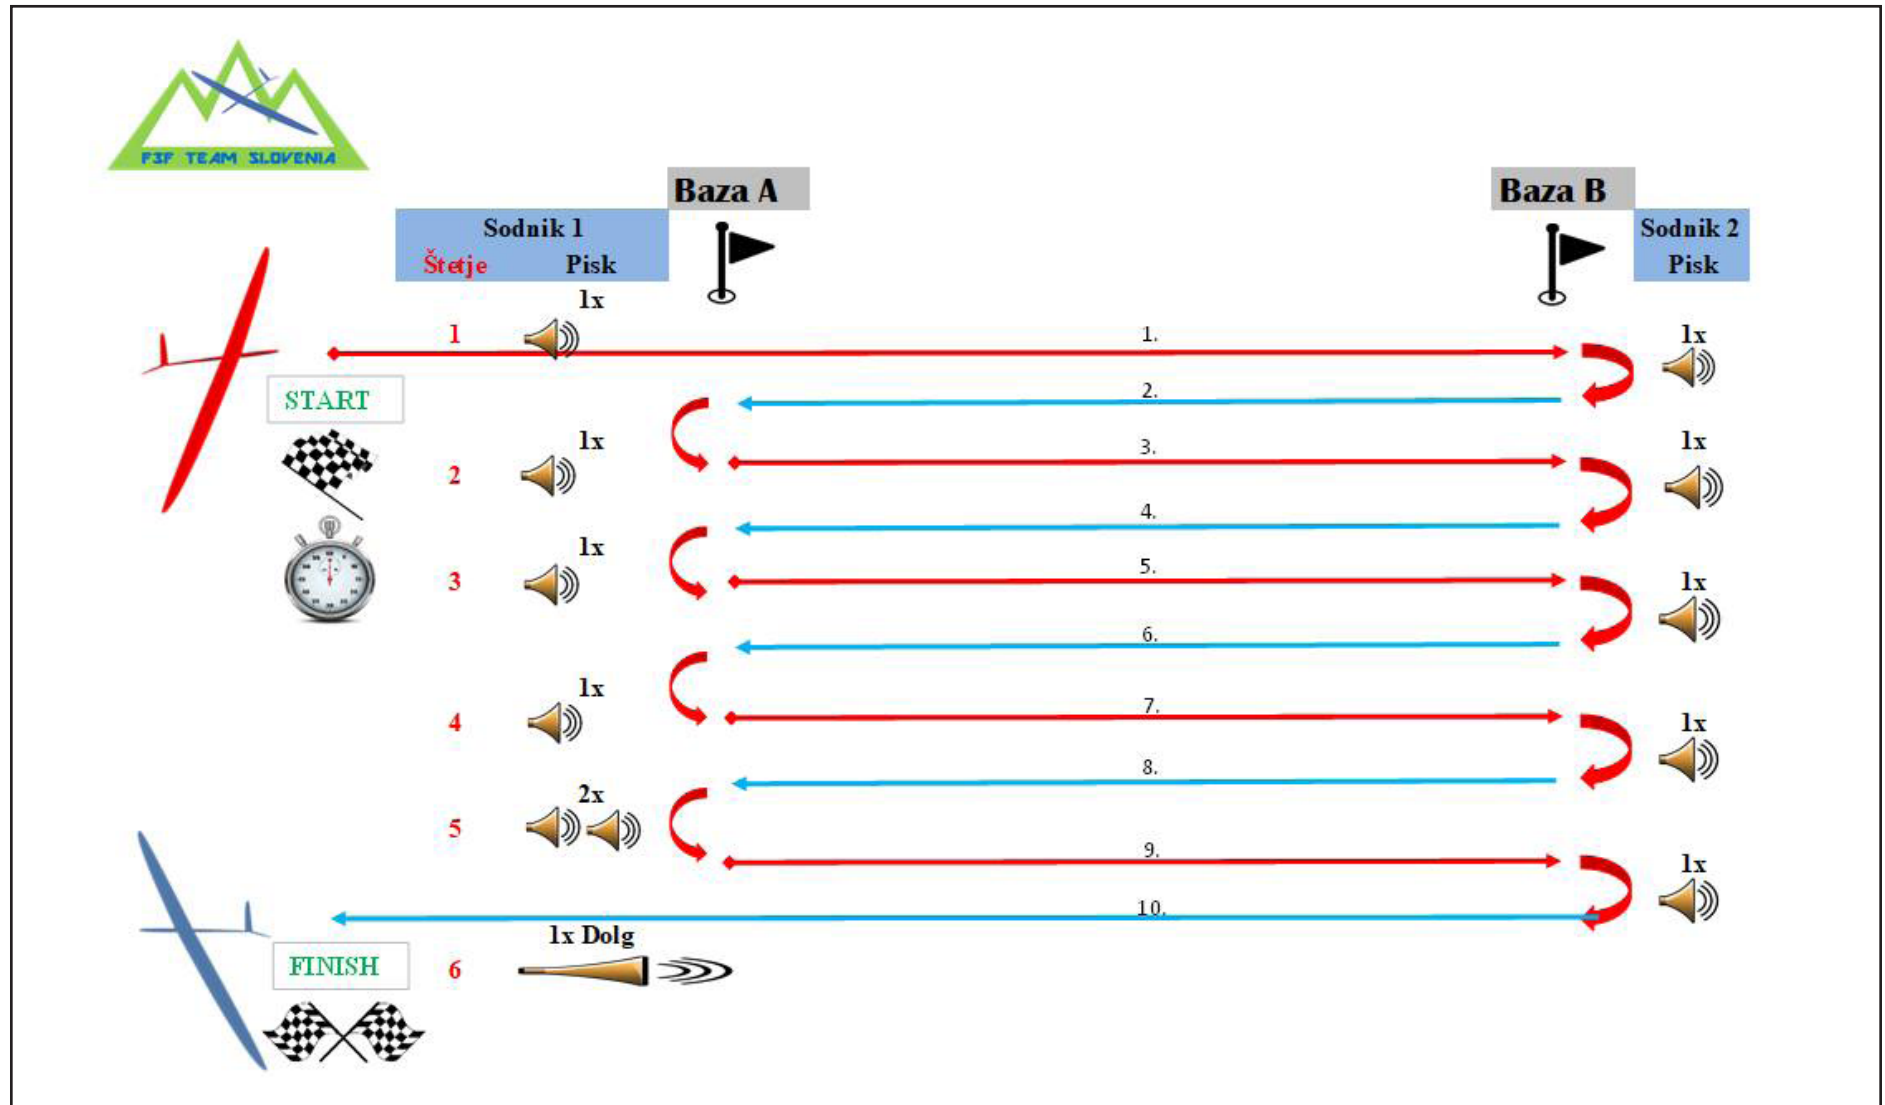 F3F TEAM SLOVENIA
Baza A
Baza B
Sodnik 1
Štetje Pisk
Sodnik 2
Pisk
1x
1
1.
1x
START
2.
1x
2
3.
1x
4.
1x
3
5.
1x
6.
1x
4
7.
1x
8.
2x
5
9.
1x
10.
1x Dolg
FINISH
6